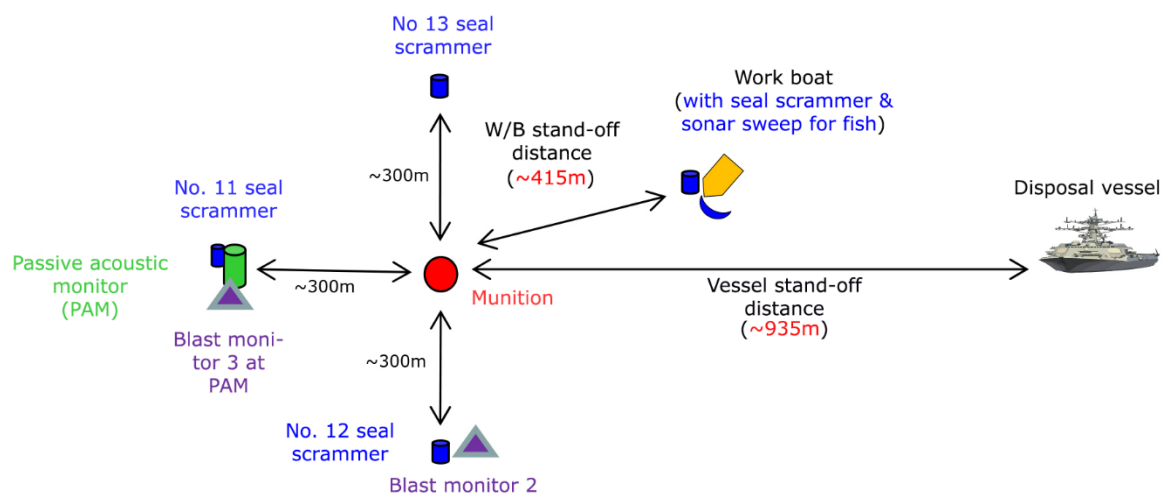 No 13 seal
scrammer
Work boat
(with seal scrammer &
sonar sweep for fish)
W/B stand-off
distance
(~415m)
~300m
No. 11 seal
scrammer
Disposal vessel
Passive acoustic
monitor
(PAM)
~300m
Munition
Vessel stand-off
distance
(~935m)
Blast moni-
tor 3 at
PAM
~300m
No. 12 seal
scrammer
Blast monitor 2